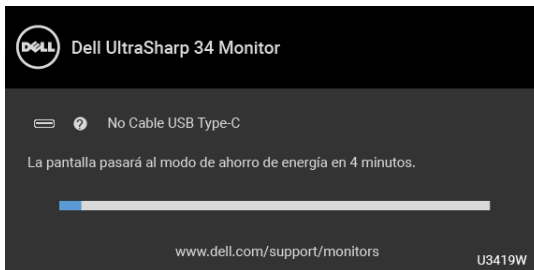 DELL
Dell UltraSharp 34 Monitor
? No Cable USB Type-C
La pantalla pasará al modo de ahorro de energía en 4 minutos.
www.dell.com/support/monitors
U3419W